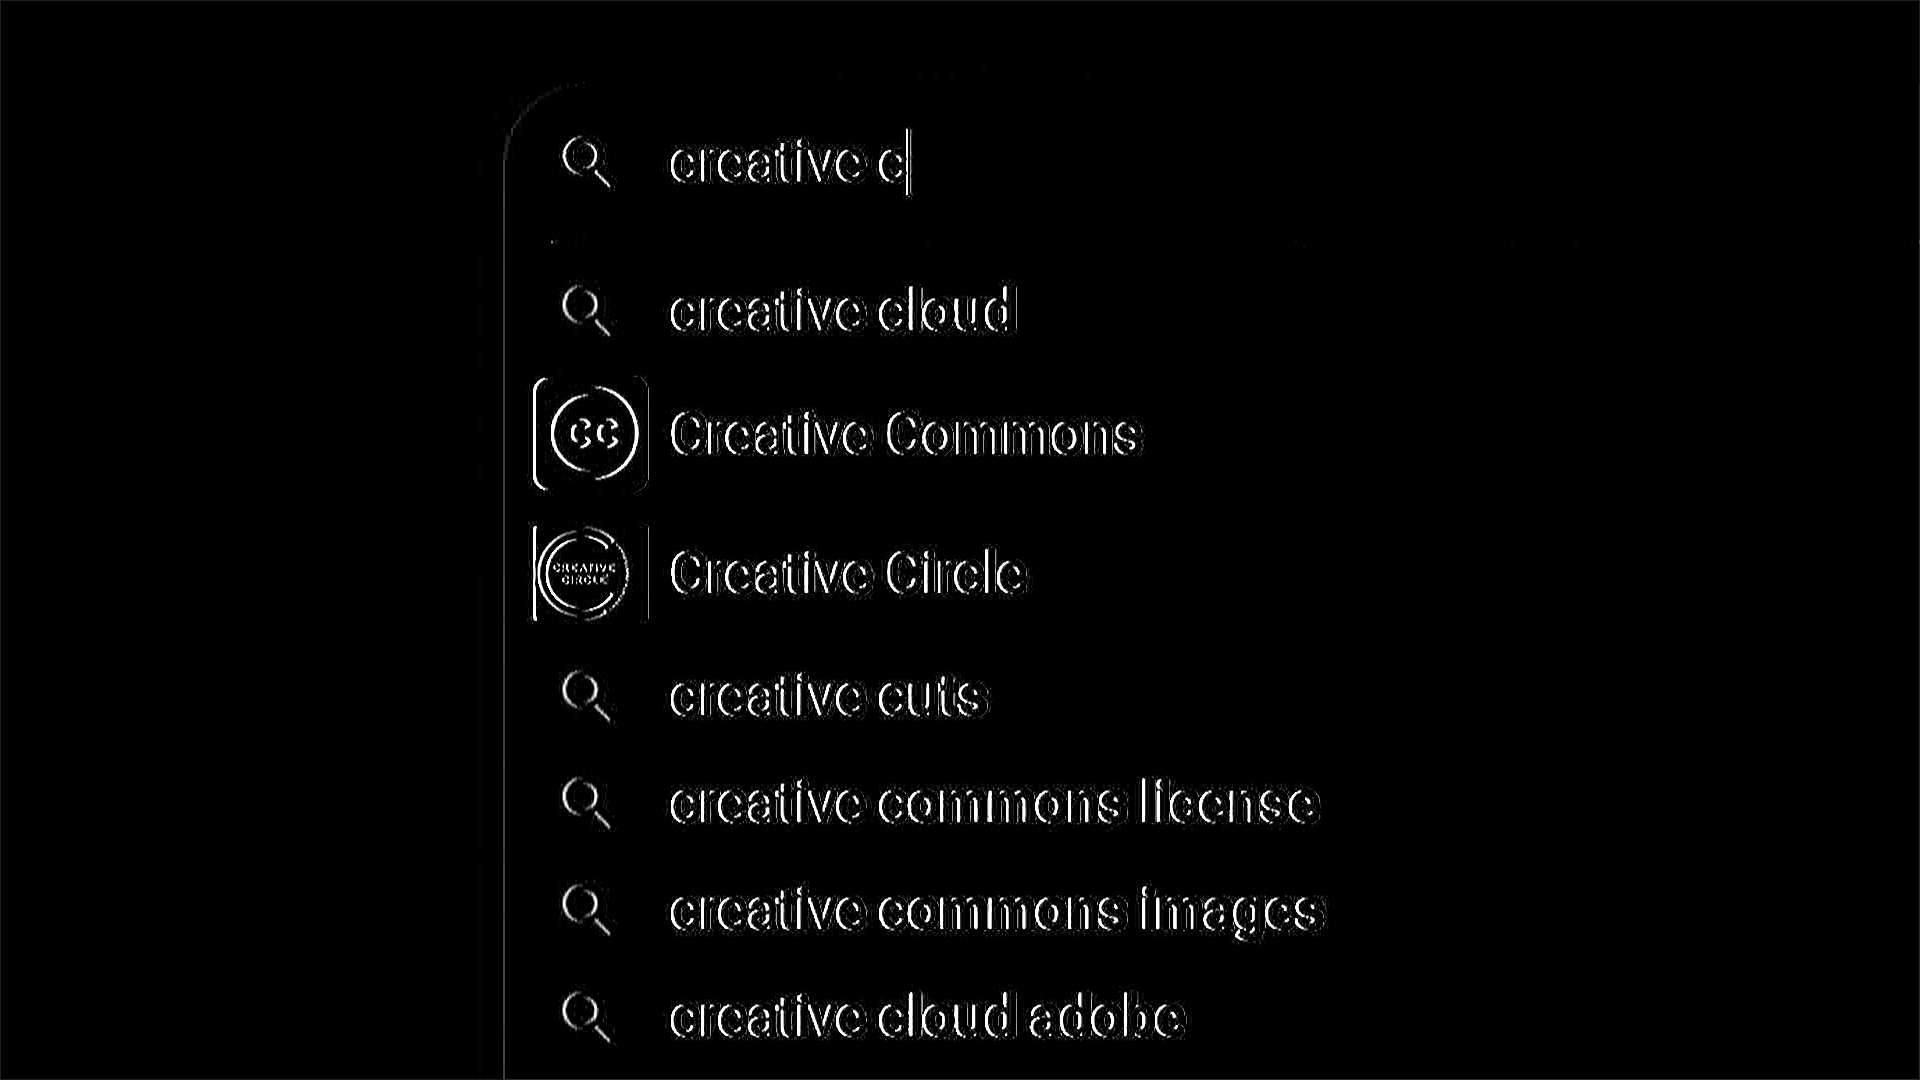 creative c
creative cloud
CC
Creative Commons
CREATIVE
CIRCLE
Creative Circle
creative cuts
creative commons license
creative commons images
creative cloud adobe